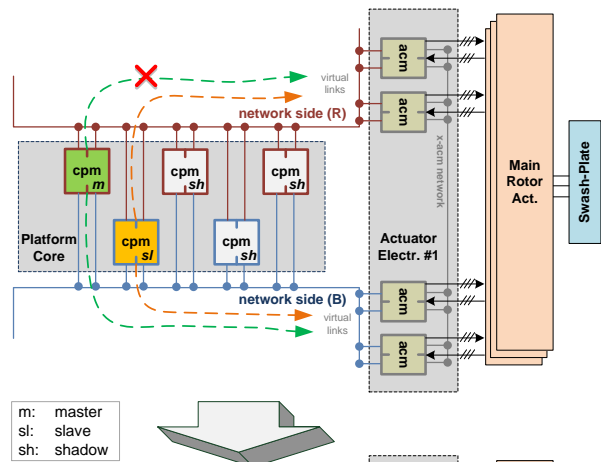 acm
acm
virtual
links
network side (R)
cpm
m
cpm
sh
cpm
sh
cpm
sl
cpm
sh
Platform
Core
x-acm network
Actuator
Electr. #1
Main
Rotor
Act.
Swash-Plate
network side (B)
virtual
links
acm
acm
m: master
sl: slave
sh: shadow